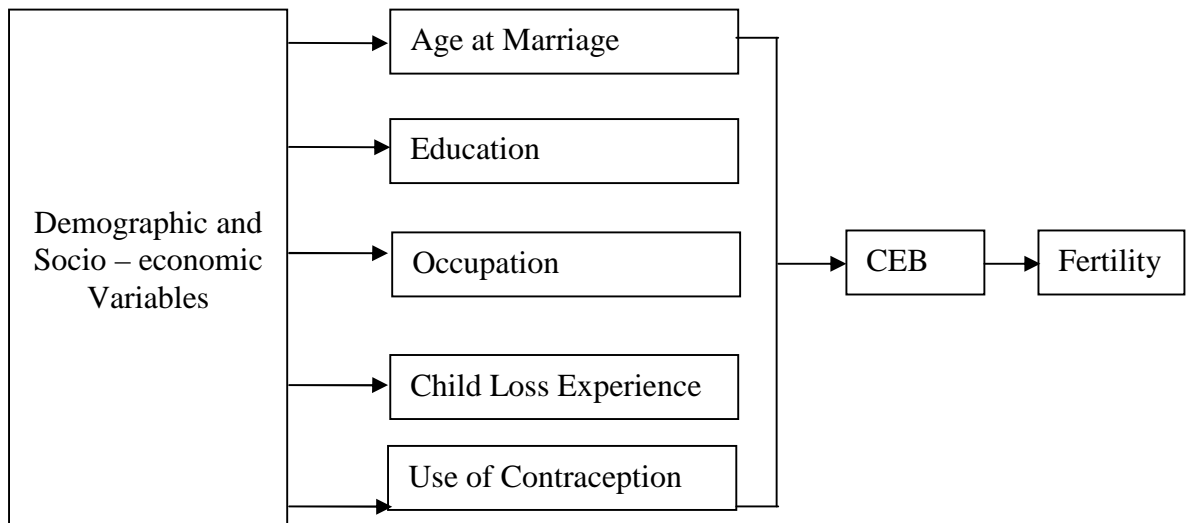 Demographic and
Socio – economic
Variables
Age at Marriage
Education
Occupation
Child Loss Experience
Use of Contraception
CEB
Fertility